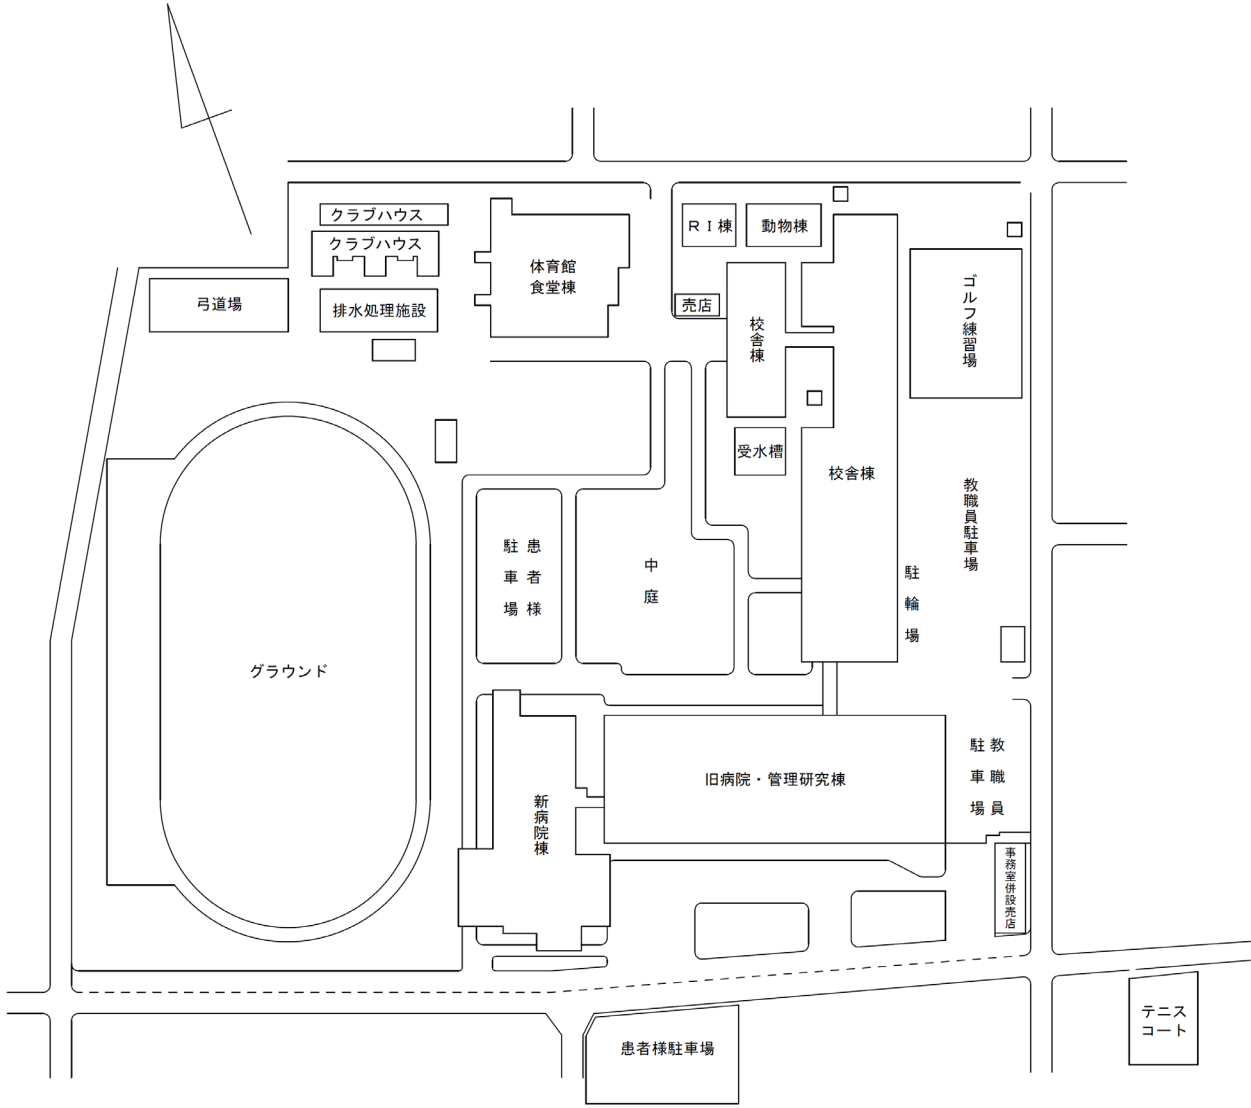 クラブハウス
クラブハウス
弓道場
排水処理施設
体育館
食堂棟
ＲＩ棟
動物棟
売店
校舎棟
ゴルフ練習場
受水槽
校舎棟
教職員駐車場
駐輪場
患者様
駐車場
中庭
グラウンド
旧病院・管理研究棟
教職員
駐車場
新病院棟
事務室併設売店
患者様駐車場
テニス
コート